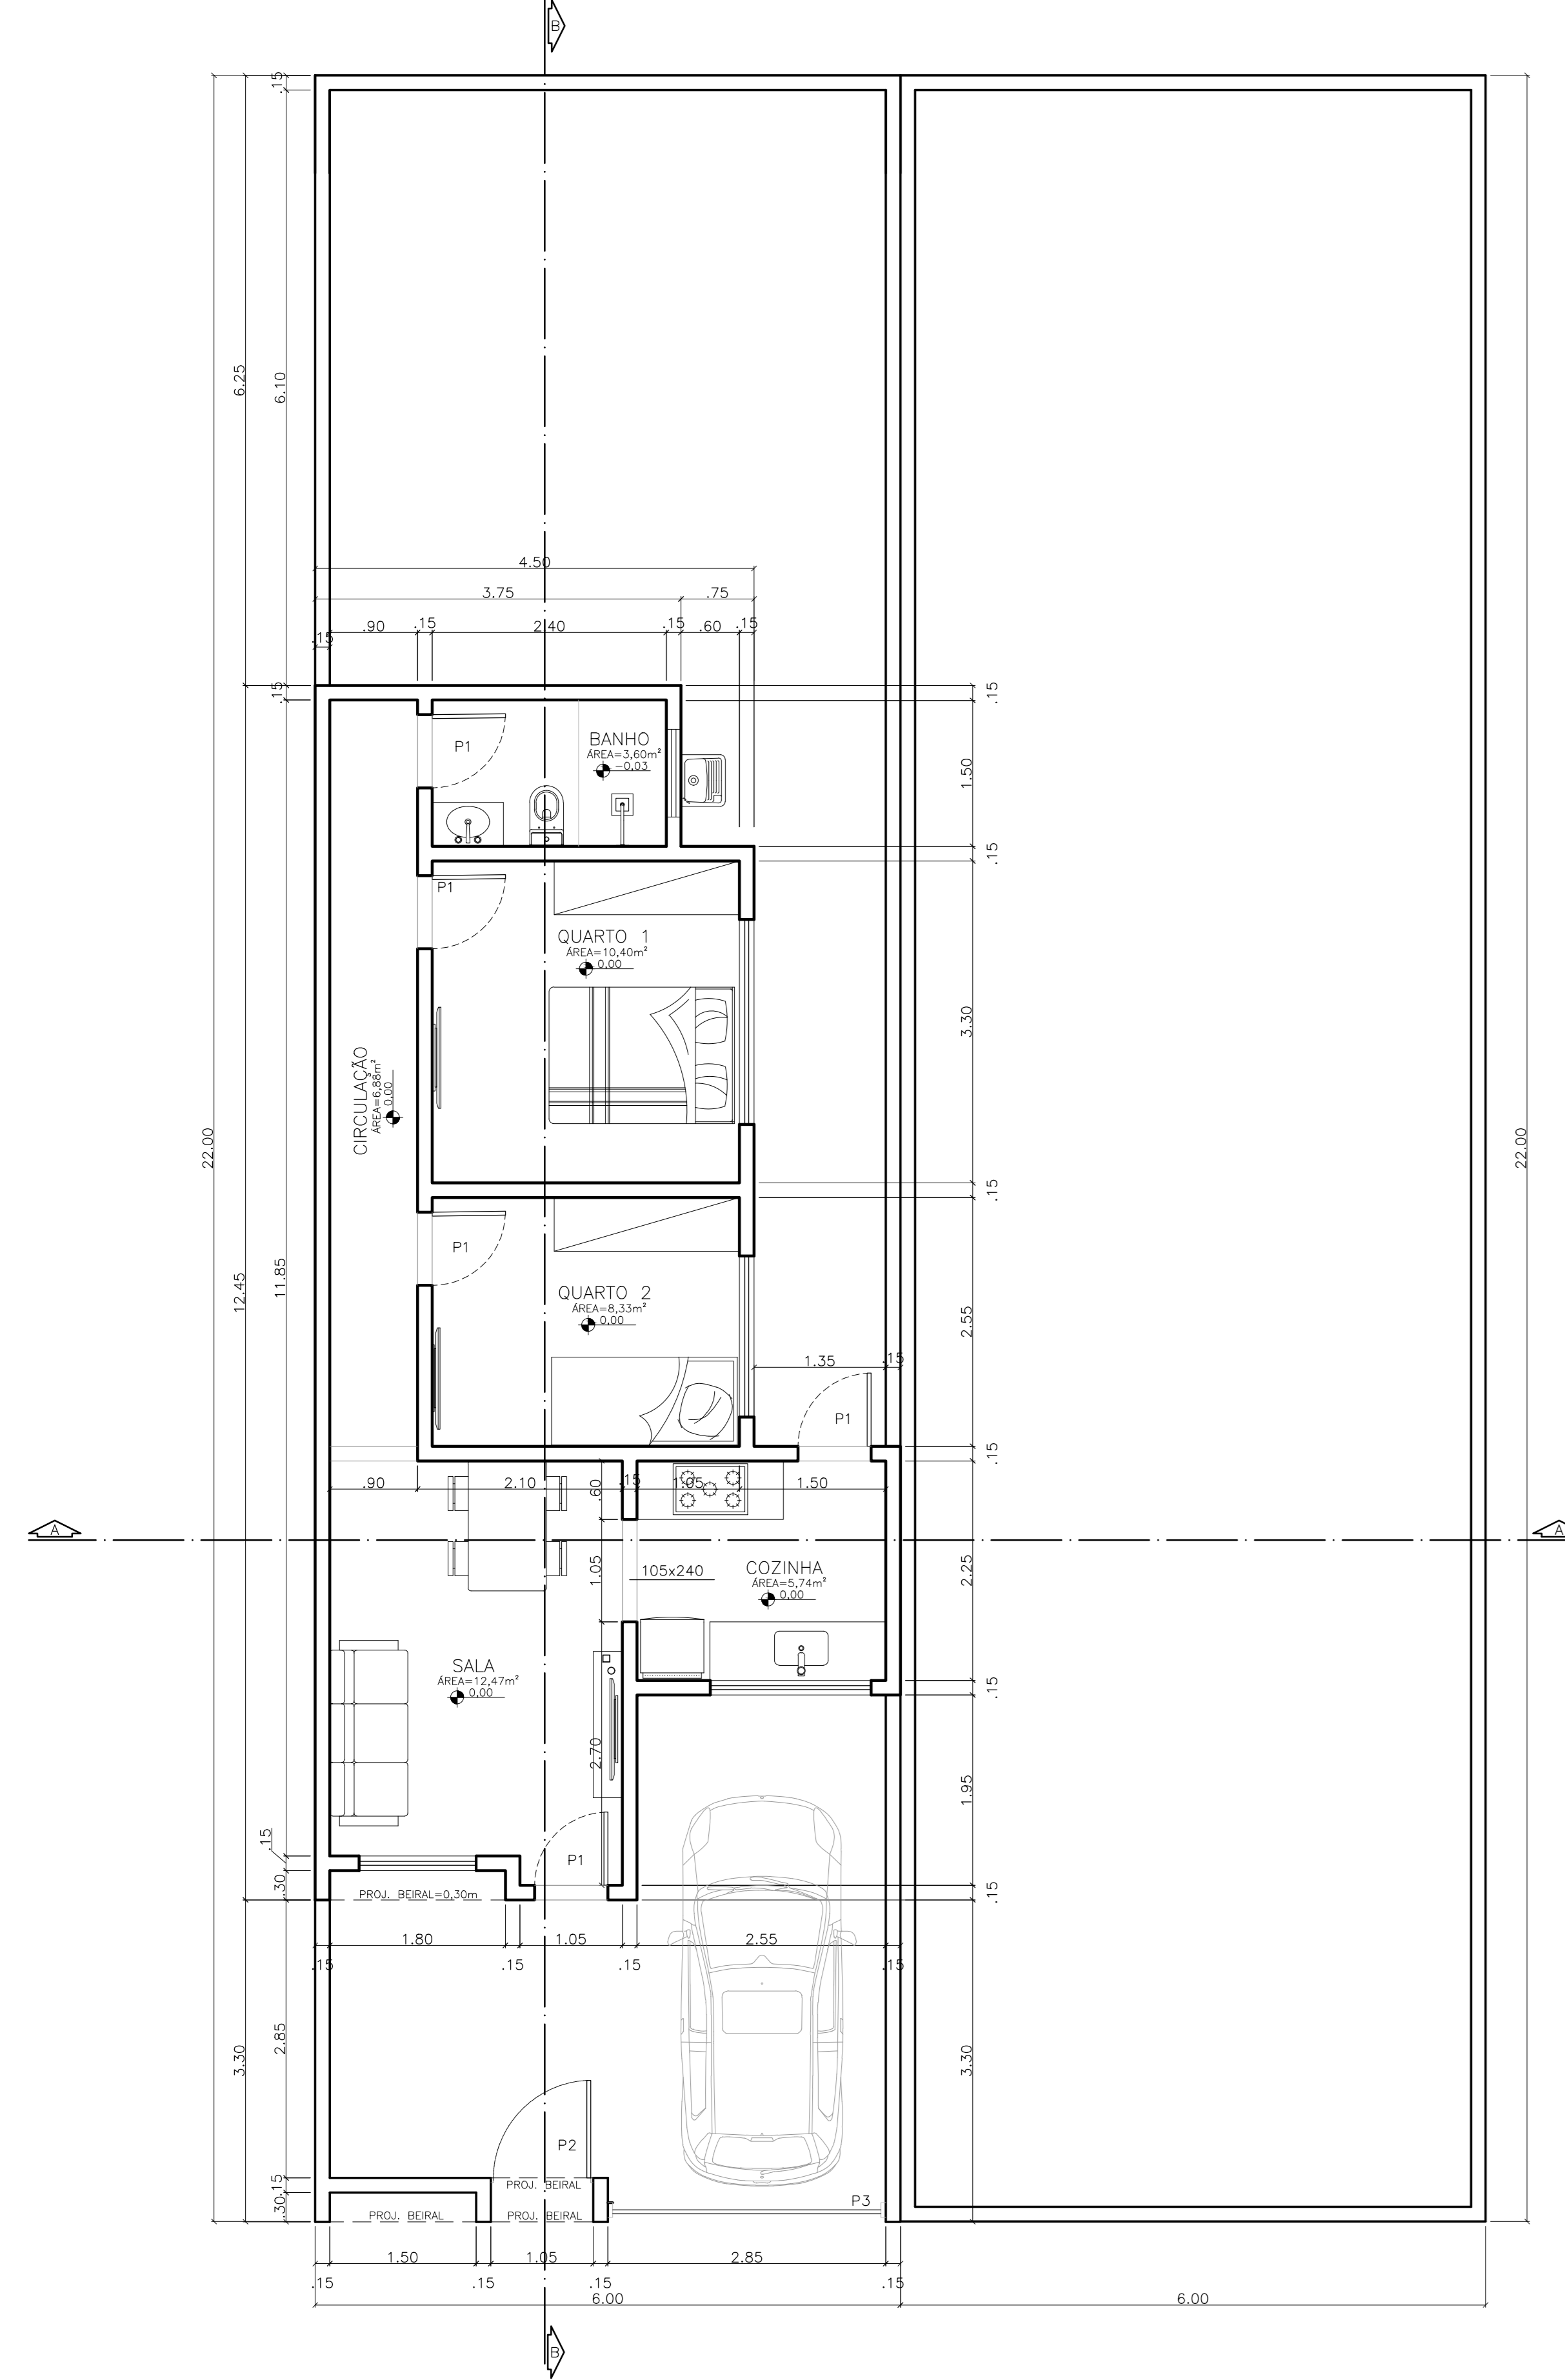 B
.15
6.25
6.10
4.50
3.75
.75
.15
.90
.15
2.40
.15
.60
.15
.15
.15
BANHO
ÁREA=3,60m²
-0,03
P1
1.50
.15
P1
QUARTO 1
ÁREA=10,40m²
0,00
3.30
CIRCULAÇÃO
ÁREA=6,88m²
0,00
22.00
22.00
.15
P1
12.45
11.85
QUARTO 2
ÁREA=8,33m²
0,00
2.55
1.35
.15
P1
.15
.90
2.10
.60
.15
1.05
1.50
A
A
1.05
105x240
COZINHA
ÁREA=5,74m²
0,00
2.25
SALA
ÁREA=12,47m²
0,00
.15
2.70
1.95
.15
P1
.30
PROJ. BEIRAL=0,30m
.15
1.80
1.05
2.55
.15
.15
.15
.15
3.30
2.85
3.30
P2
.15
PROJ. BEIRAL
P3
.30
PROJ. BEIRAL
PROJ. BEIRAL
1.50
1.05
2.85
.15
.15
.15
.15
6.00
6.00
B